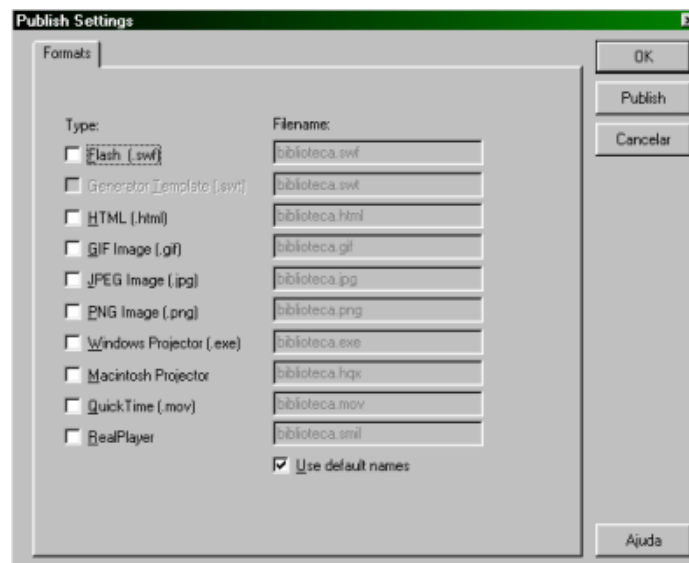 Publish Settings
Formats
OK
Publish
Cancelar
Type:
Filename:
Flash (.swf)
biblioteca.swf
Generator Template (.swt)
biblioteca.swt
HTML (.html)
biblioteca.html
GIF Image (.gif)
biblioteca.gif
JPEG Image (.jpg)
biblioteca.jpg
PNG Image (.png)
biblioteca.png
Windows Projector (.exe)
biblioteca.exe
Macintosh Projector
biblioteca.hqx
QuickTime (.mov)
biblioteca.mov
RealPlayer
biblioteca.smil
Use default names
Ajuda